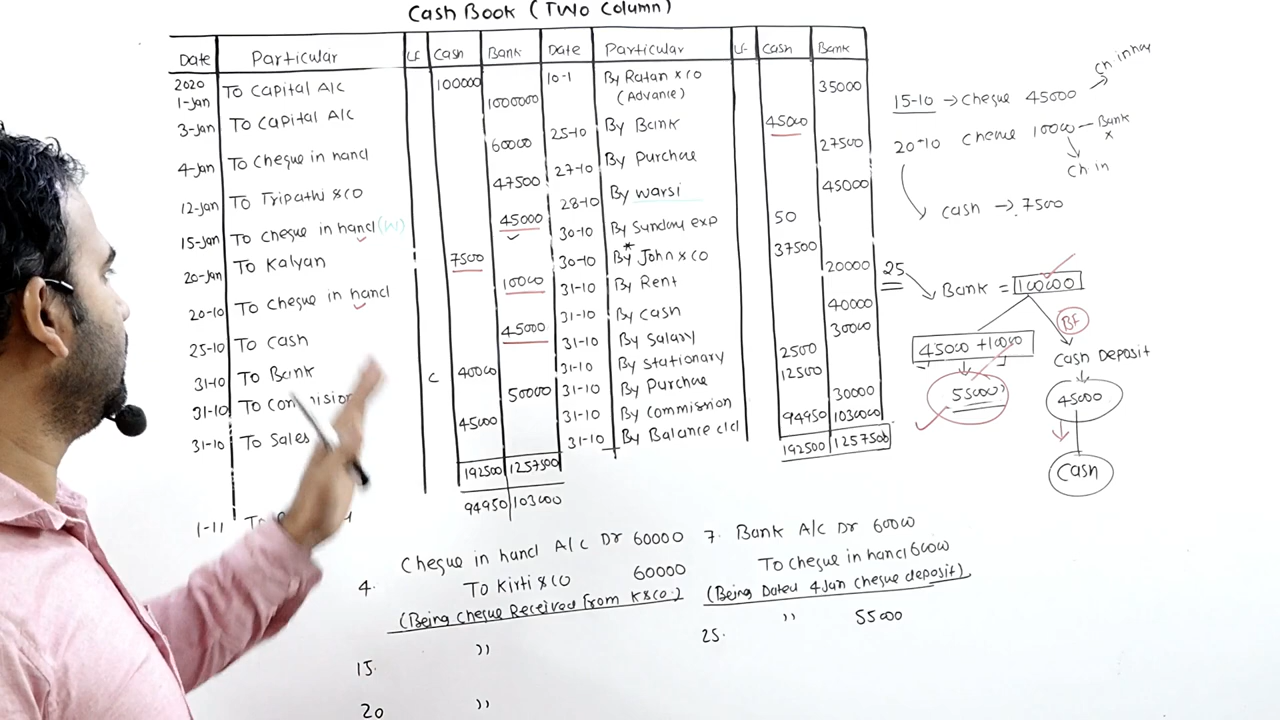 Cash Book (Two Column)
Date Particular LF Cash Bank Date Particular LF Cash Bank
2020
1-Jan To Capital A/c 100000 10-1 By Ratan & co 35000
(Advance)
3-Jan To Capital A/c 1000000 25-10 By Bank 45000
4-Jan To Cheque in hand 60000 27-10 By Purchae 27500
12-Jan To Tripathi & co 47500 28-10 By warsi 45000
15-Jan To Cheque in hand 45000 30-10 By Sunday exp 50
20-Jan To Kalyan 7500 30-10 By John & co 37500
20-10 To Cheque in hand 10000 31-10 By Rent 20000
25-10 To Cash 45000 31-10 By cash 40000
31-10 To Bank C 40000 31-10 By Salary 30000
31-10 By Stationary 2500
31-10 50000 31-10 By Purchae 12500
31-10 To Sales 45000 31-10 By Commission 30000
31-10 By Balance c/d 94950 1030000
192500 1257500 192500 1257500
94950 103000
1-11
15-10 → Cheque 45000
20-10 Cheque 10000 — Bank x
Ch in
cash → 7500
25 Bank = 100000
45000 + 10000 BF
55000? Cash Deposit
45000
Cash
4. Cheque in hand A/C Dr 60000
To Kirti & co 60000
(Being cheque Received from K & co.)
7. Bank A/C Dr 60000
To cheque in hand 60000
(Being Dated 4 Jan cheque deposit)
15. ''
20 ''
25. '' 55000